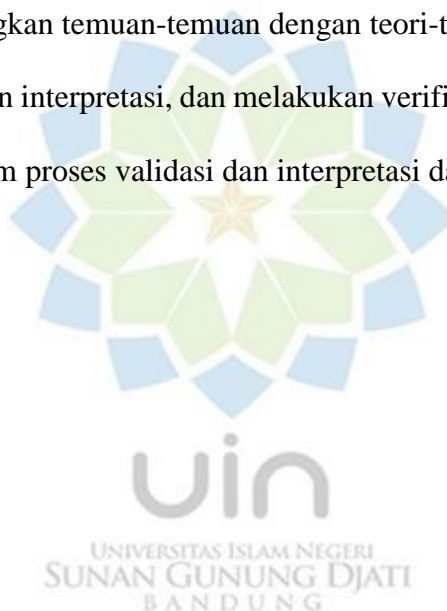 gkan temuan-temuan dengan teori-t
n interpretasi, dan melakukan verifi
m proses validasi dan interpretasi da
uin
UNIVERSITAS ISLAM NEGERI
SUNAN GUNUNG DJATI
BANDUNG